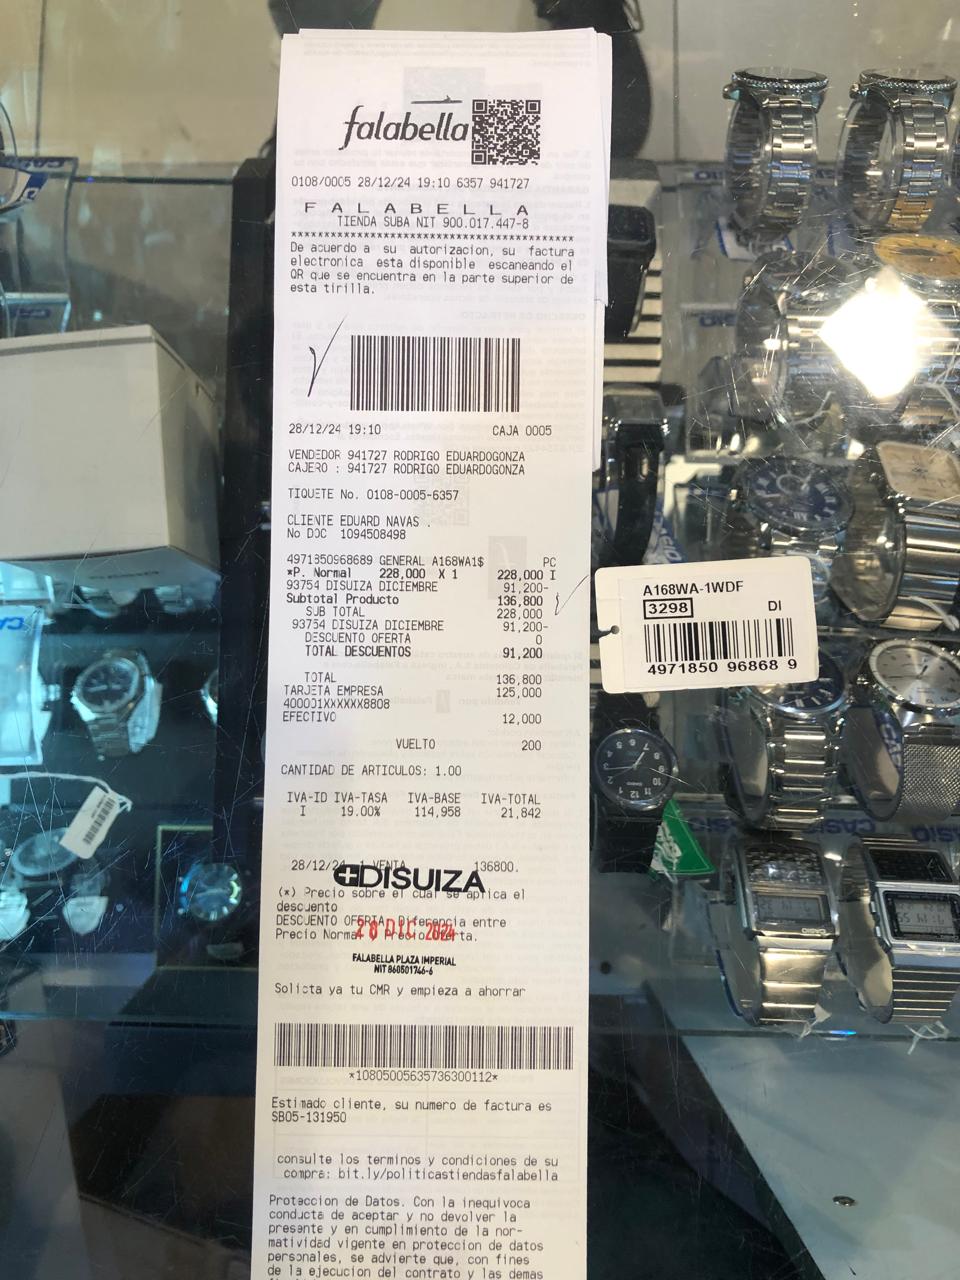 falabella
0108/0005 28/12/24 19:10 6357 941727
F A L A B E L L A
TIENDA SUBA NIT 900.017.447-8
****************************************
De acuerdo a su autorizacion, su factura
electronica esta disponible escaneando el
QR que se encuentra en la parte superior de
esta tirilla.
28/12/24 19:10 CAJA 0005
VENDEDOR 941727 RODRIGO EDUARDOGONZA
CAJERO : 941727 RODRIGO EDUARDOGONZA
TIQUETE No. 0108-0005-6357
CLIENTE EDUARD NAVAS .
No DOC 1094508498
4971850968689 GENERAL A168WA1$ PC
*P. Normal 228,000 X 1 228,000 I
93754 DISUIZA DICIEMBRE 91,200-
Subtotal Producto 136,800
SUB TOTAL 228,000
93754 DISUIZA DICIEMBRE 91,200-
DESCUENTO OFERTA 0
TOTAL DESCUENTOS 91,200
TOTAL 136,800
TARJETA EMPRESA 125,000
400001XXXXXX8808
EFECTIVO 12,000
VUELTO 200
CANTIDAD DE ARTICULOS: 1.00
IVA-ID IVA-TASA IVA-BASE IVA-TOTAL
I 19.00% 114,958 21,842
28/12/24 1 VENTA 136800.
DISUIZA
(*) Precio sobre el cual se aplica el
descuento
DESCUENTO OFERTA: Diferencia entre
Precio Normal y Precio Oferta.
28 DIC 2024
FALABELLA PLAZA IMPERIAL
NIT 860501746-6
Solicta ya tu CMR y empieza a ahorrar
*10805005635736300112*
Estimado cliente, su numero de factura es
SB05-131950
consulte los terminos y condiciones de su
compra: bit.ly/politicastiendasfalabella
Proteccion de Datos. Con la inequivoca
conducta de aceptar y no devolver la
presente y en cumplimiento de la nor-
matividad vigente en proteccion de datos
personales, se advierte que, con fines
de la ejecucion del contrato y las demas
A168WA-1WDF
3298 DI
4971850 96868 9
CASIO
CASIO
CASIO